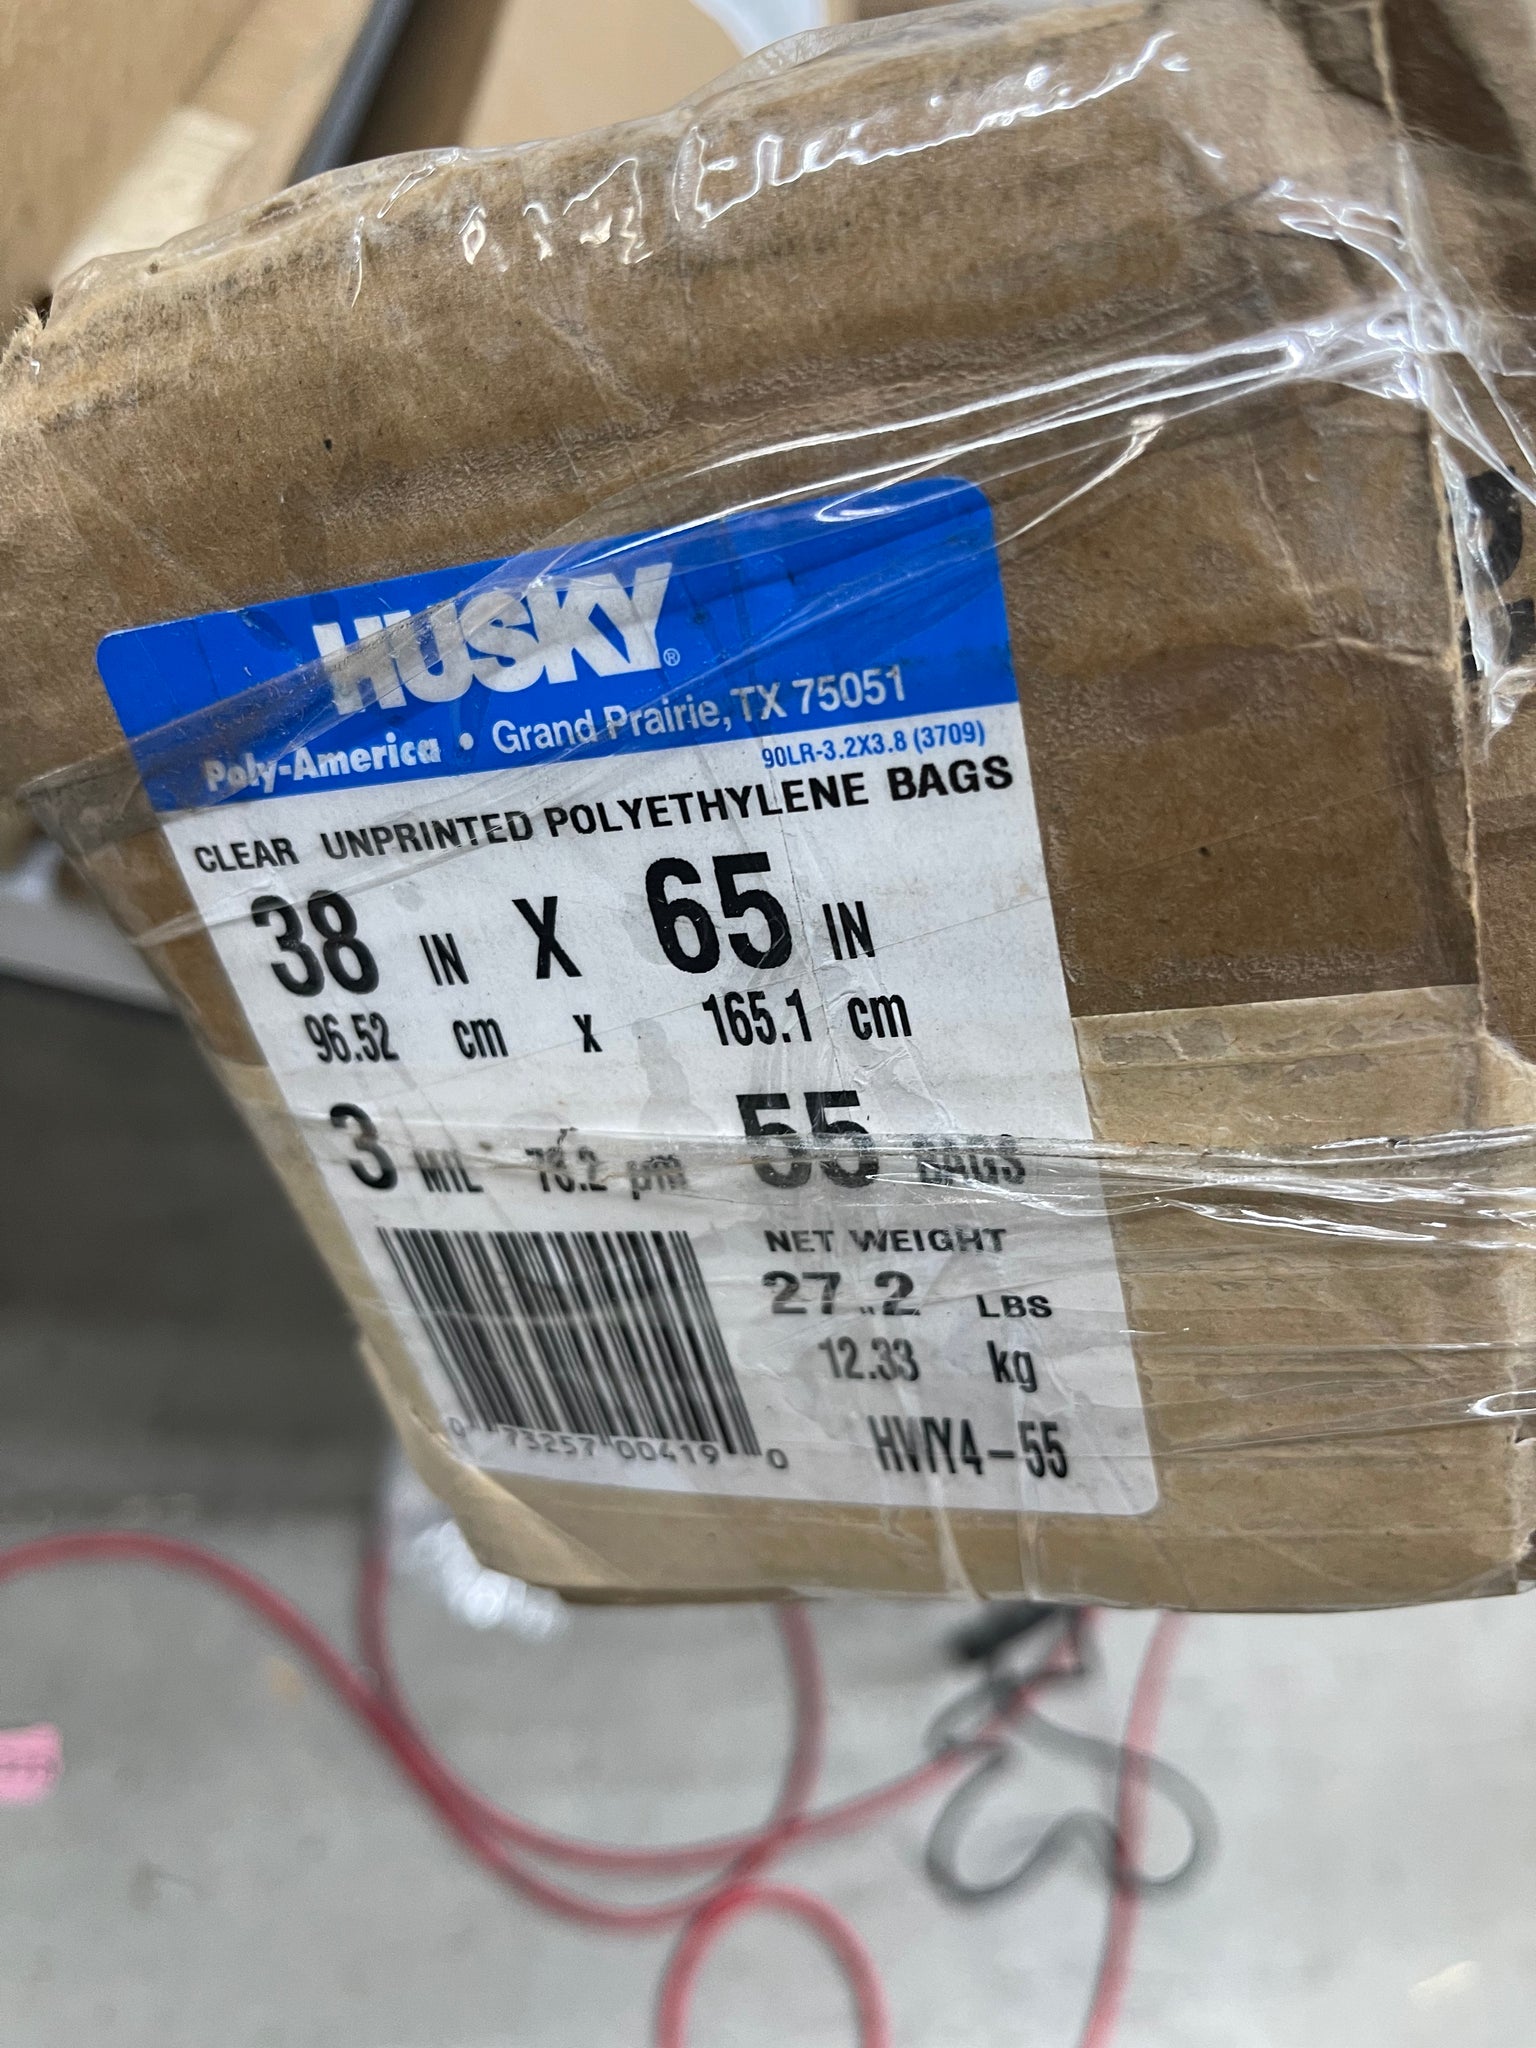 HUSKY®
Poly-America • Grand Prairie, TX 75051
90LR-3.2X3.8 (3709)
CLEAR UNPRINTED POLYETHYLENE BAGS
38 IN X 65 IN
96.52 cm x 165.1 cm
3 MIL 76.2 µm 55 BAGS
NET WEIGHT
27.2 LBS
12.33 kg
0 73257 00419 0
HWY4-55